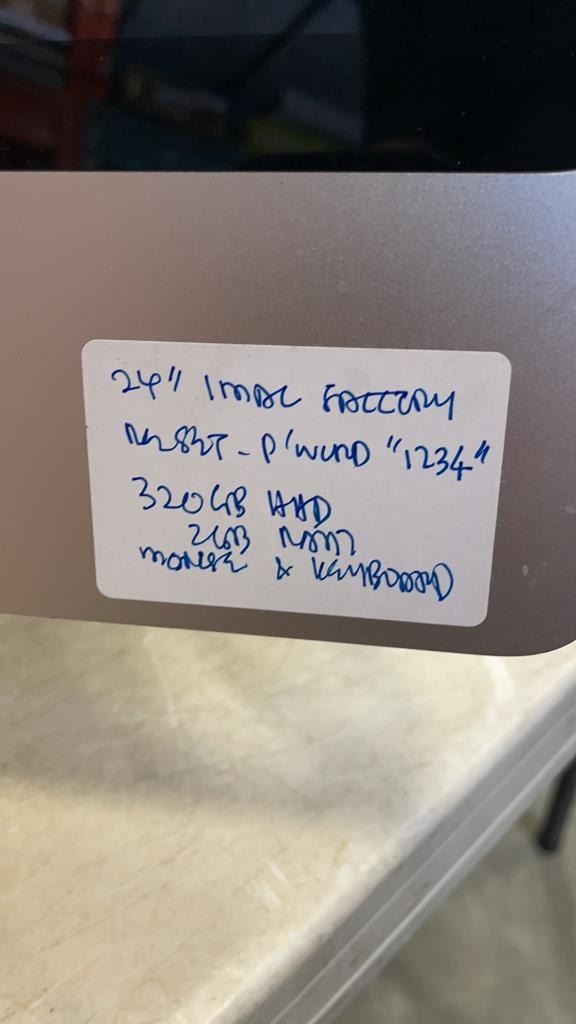 24" IMAC FACTORY
RESET - P'WORD "1234"
320GB HDD
2GB RAM
MOUSE & KEYBOARD